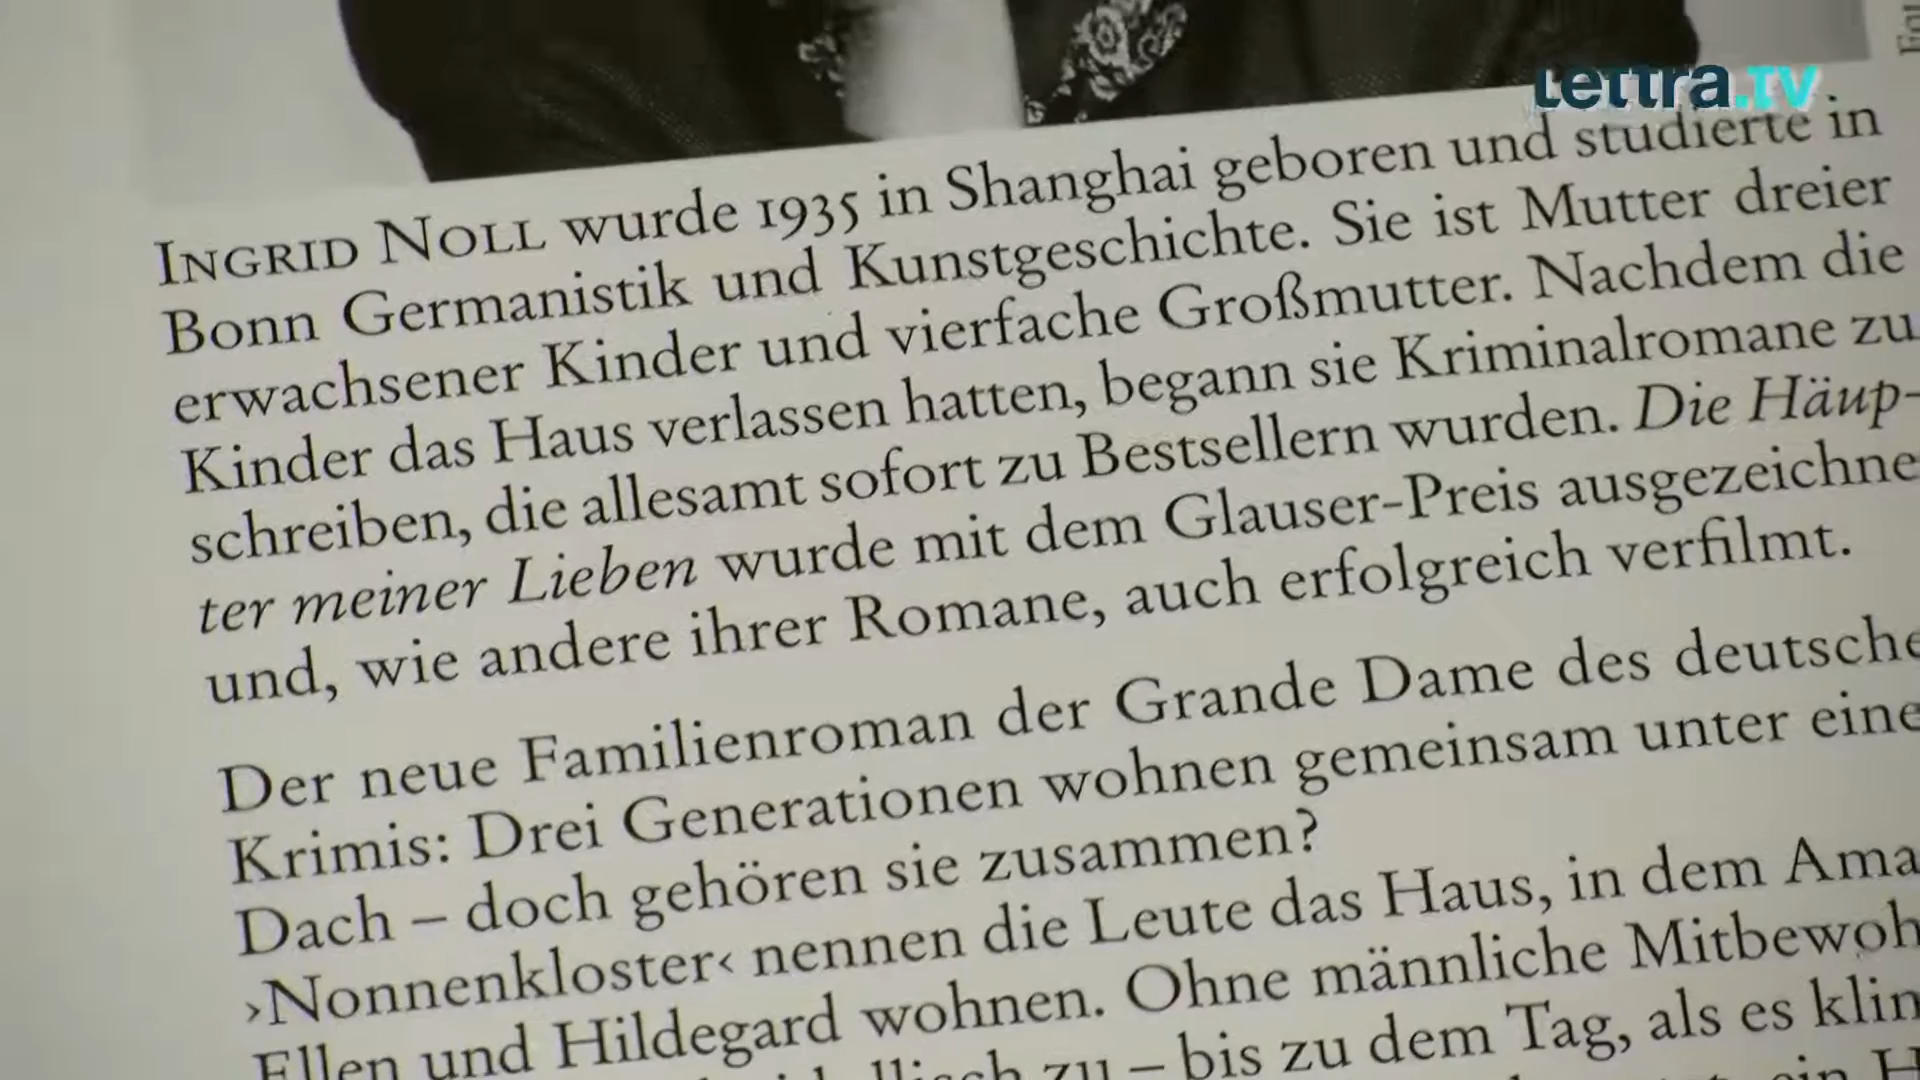 lettra.tv
INGRID NOLL wurde 1935 in Shanghai geboren und studierte in
Bonn Germanistik und Kunstgeschichte. Sie ist Mutter dreier
erwachsener Kinder und vierfache Großmutter. Nachdem die
Kinder das Haus verlassen hatten, begann sie Kriminalromane zu
schreiben, die allesamt sofort zu Bestsellern wurden. Die Häup-
ter meiner Lieben wurde mit dem Glauser-Preis ausgezeichne
und, wie andere ihrer Romane, auch erfolgreich verfilmt.
Der neue Familienroman der Grande Dame des deutsche
Krimis: Drei Generationen wohnen gemeinsam unter eine
Dach – doch gehören sie zusammen?
›Nonnenkloster‹ nennen die Leute das Haus, in dem Ama
Ellen und Hildegard wohnen. Ohne männliche Mitbewoh
zu – bis zu dem Tag, als es klin
ein H